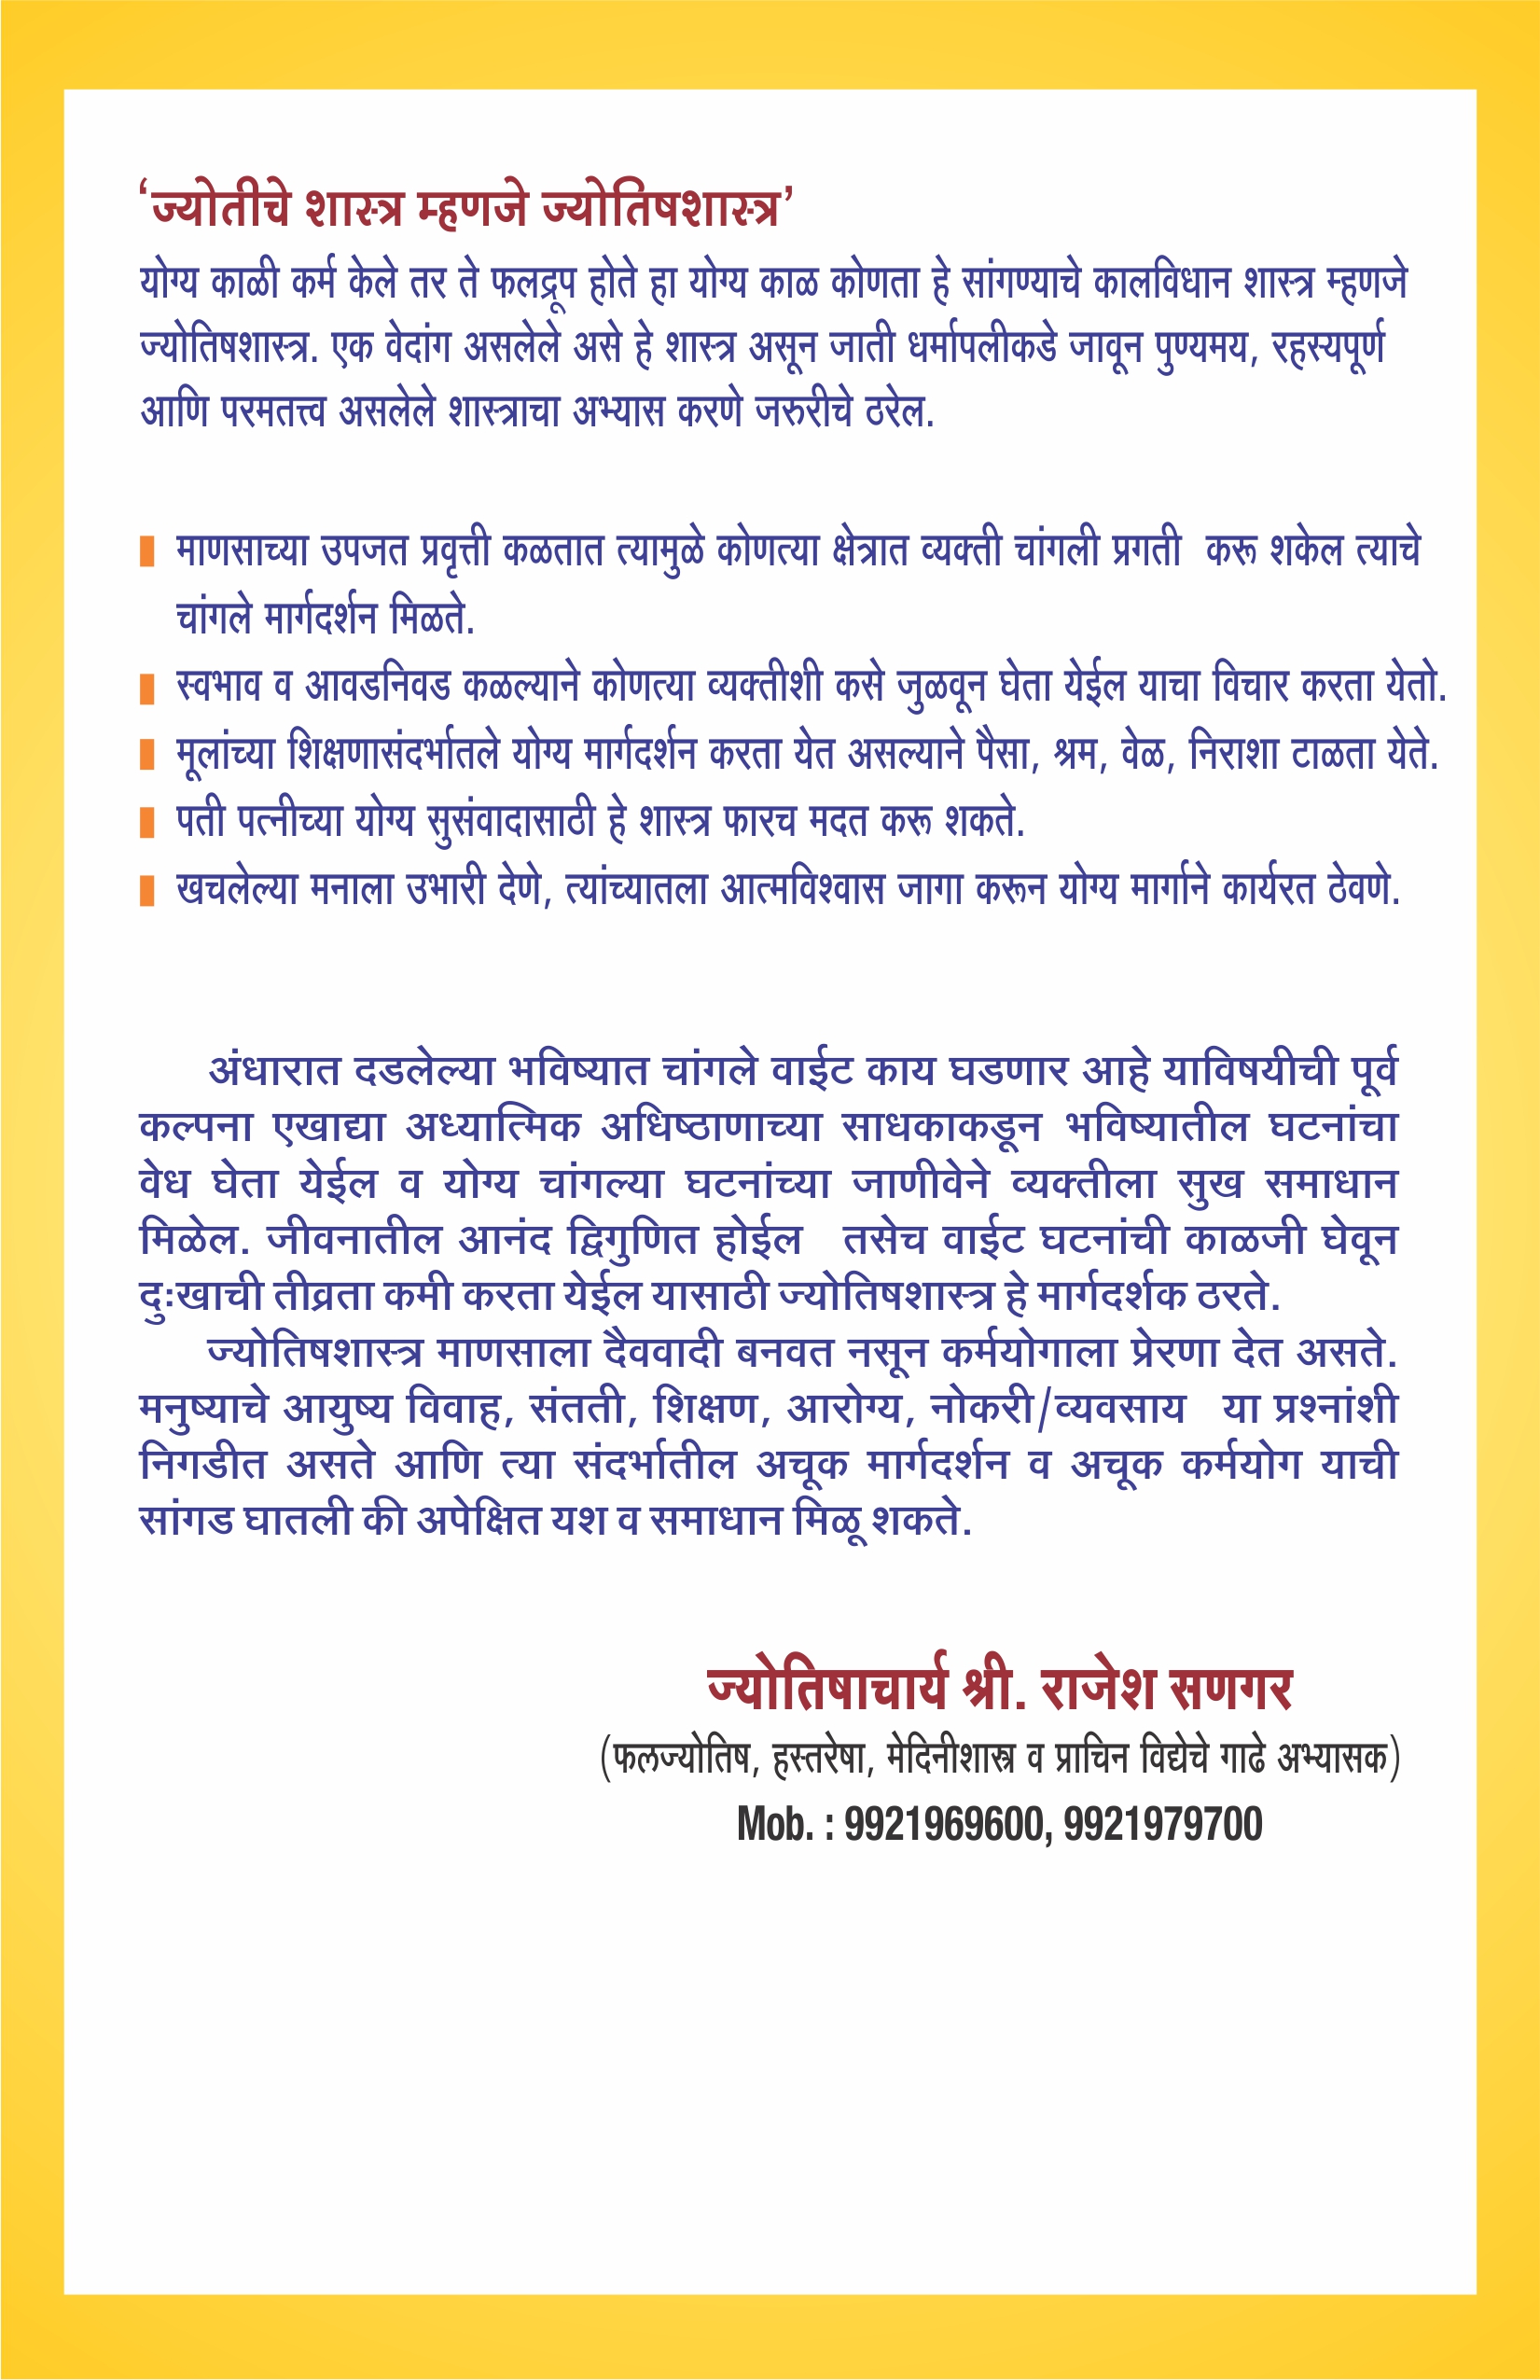 ‘ज्योतीचे शास्त्र म्हणजे ज्योतिषशास्त्र’
योग्य काळी कर्म केले तर ते फलद्रूप होते हा योग्य काळ कोणता हे सांगण्याचे कालविधान शास्त्र म्हणजे
ज्योतिषशास्त्र. एक वेदांग असलेले असे हे शास्त्र असून जाती धर्मापलीकडे जावून पुण्यमय, रहस्यपूर्ण
आणि परमतत्त्व असलेले शास्त्राचा अभ्यास करणे जरुरीचे ठरेल.
माणसाच्या उपजत प्रवृत्ती कळतात त्यामुळे कोणत्या क्षेत्रात व्यक्ती चांगली प्रगती करू शकेल त्याचे
चांगले मार्गदर्शन मिळते.
स्वभाव व आवडनिवड कळल्याने कोणत्या व्यक्तीशी कसे जुळवून घेता येईल याचा विचार करता येतो.
मूलांच्या शिक्षणासंदर्भातले योग्य मार्गदर्शन करता येत असल्याने पैसा, श्रम, वेळ, निराशा टाळता येते.
पती पत्नीच्या योग्य सुसंवादासाठी हे शास्त्र फारच मदत करू शकते.
खचलेल्या मनाला उभारी देणे, त्यांच्यातला आत्मविश्वास जागा करून योग्य मार्गाने कार्यरत ठेवणे.
अंधारात दडलेल्या भविष्यात चांगले वाईट काय घडणार आहे याविषयीची पूर्व
कल्पना एखाद्या अध्यात्मिक अधिष्ठाणाच्या साधकाकडून भविष्यातील घटनांचा
वेध घेता येईल व योग्य चांगल्या घटनांच्या जाणीवेने व्यक्तीला सुख समाधान
मिळेल. जीवनातील आनंद द्विगुणित होईल तसेच वाईट घटनांची काळजी घेवून
दुःखाची तीव्रता कमी करता येईल यासाठी ज्योतिषशास्त्र हे मार्गदर्शक ठरते.
ज्योतिषशास्त्र माणसाला दैववादी बनवत नसून कर्मयोगाला प्रेरणा देत असते.
मनुष्याचे आयुष्य विवाह, संतती, शिक्षण, आरोग्य, नोकरी/व्यवसाय या प्रश्नांशी
निगडीत असते आणि त्या संदर्भातील अचूक मार्गदर्शन व अचूक कर्मयोग याची
सांगड घातली की अपेक्षित यश व समाधान मिळू शकते.
ज्योतिषाचार्य श्री. राजेश सणगर
(फलज्योतिष, हस्तरेषा, मेदिनीशास्त्र व प्राचिन विद्येचे गाढे अभ्यासक)
Mob. : 9921969600, 9921979700